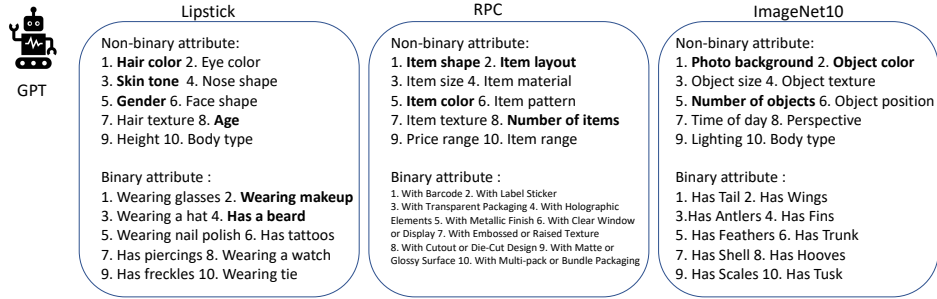 GPT
Lipstick
Non-binary attribute:
1. Hair color 2. Eye color
3. Skin tone 4. Nose shape
5. Gender 6. Face shape
7. Hair texture 8. Age
9. Height 10. Body type
Binary attribute :
1. Wearing glasses 2. Wearing makeup
3. Wearing a hat 4. Has a beard
5. Wearing nail polish 6. Has tattoos
7. Has piercings 8. Wearing a watch
9. Has freckles 10. Wearing tie
RPC
Non-binary attribute:
1. Item shape 2. Item layout
3. Item size 4. Item material
5. Item color 6. Item pattern
7. Item texture 8. Number of items
9. Price range 10. Item range
Binary attribute :
1. With Barcode 2. With Label Sticker
3. With Transparent Packaging 4. With Holographic
Elements 5. With Metallic Finish 6. With Clear Window
or Display 7. With Embossed or Raised Texture
8. With Cutout or Die-Cut Design 9. With Matte or
Glossy Surface 10. With Multi-pack or Bundle Packaging
ImageNet10
Non-binary attribute:
1. Photo background 2. Object color
3. Object size 4. Object texture
5. Number of objects 6. Object position
7. Time of day 8. Perspective
9. Lighting 10. Body type
Binary attribute :
1. Has Tail 2. Has Wings
3.Has Antlers 4. Has Fins
5. Has Feathers 6. Has Trunk
7. Has Shell 8. Has Hooves
9. Has Scales 10. Has Tusk